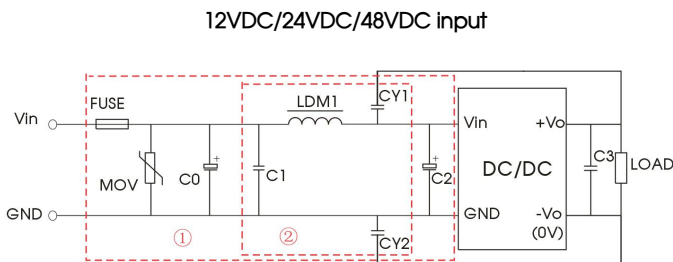 12VDC/24VDC/48VDC input
FUSE
LDM1
CY1
Vin
Vin
+Vo
MOV
C0
+
C1
+
C2
DC/DC
C3
LOAD
GND
①
②
CY2
GND
-Vo
(0V)